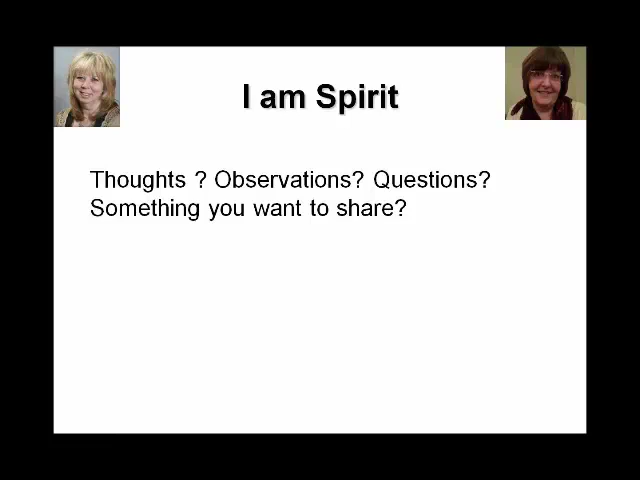 I am Spirit
Thoughts ? Observations? Questions?
Something you want to share?